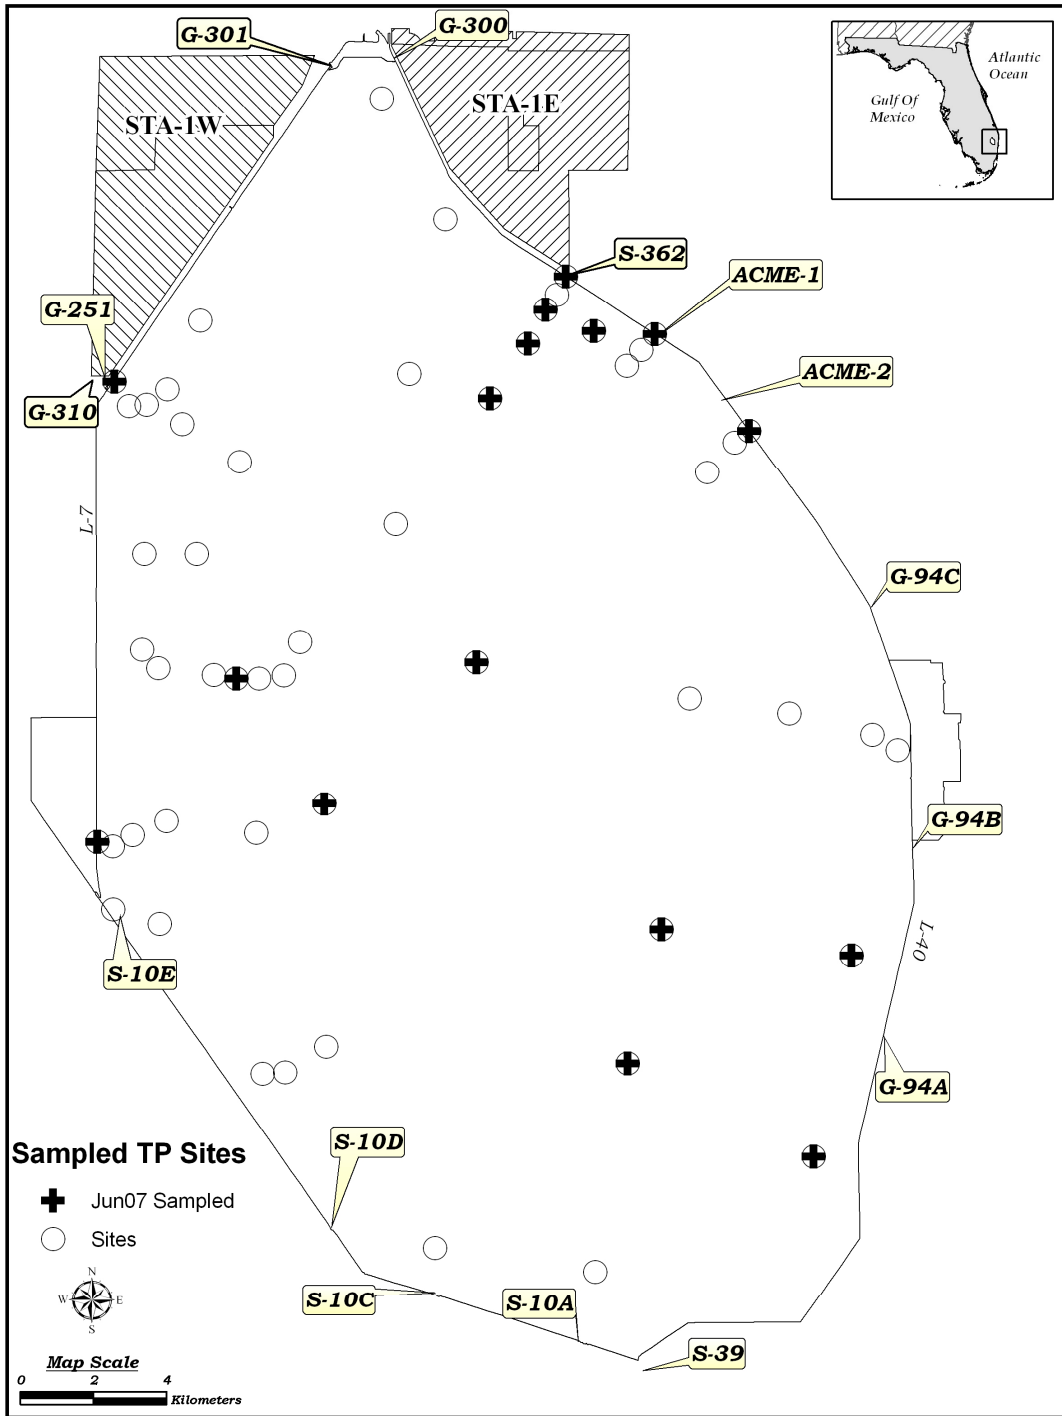 G-301
G-300
STA-1W
STA-1E
Atlantic
Ocean
Gulf Of
Mexico
S-362
ACME-1
G-251
ACME-2
G-310
L-7
G-94C
G-94B
L-40
S-10E
G-94A
S-10D
Sampled TP Sites
Jun07 Sampled
Sites
N
W
E
S
S-10C
S-10A
S-39
Map Scale
0 2 4
Kilometers